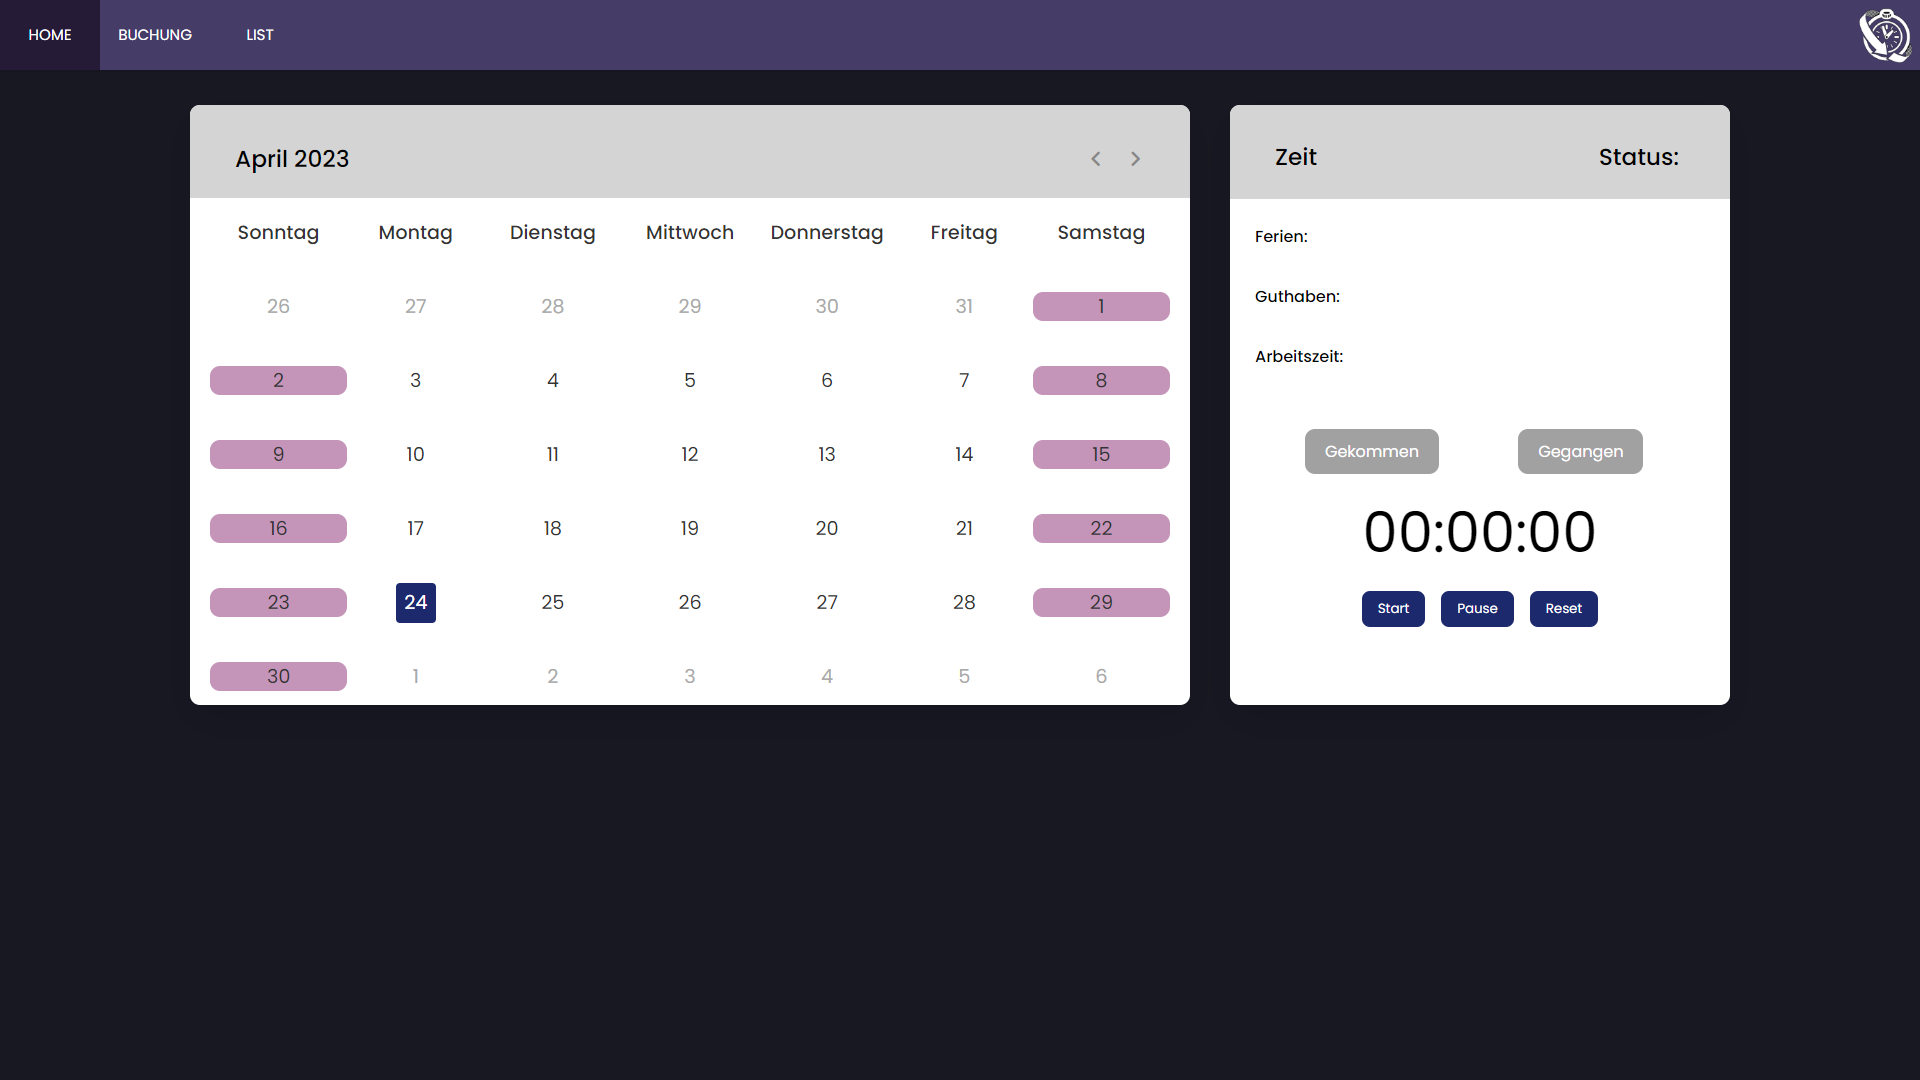 HOME BUCHUNG LIST
April 2023
Sonntag Montag Dienstag Mittwoch Donnerstag Freitag Samstag
26 27 28 29 30 31 1
2 3 4 5 6 7 8
9 10 11 12 13 14 15
16 17 18 19 20 21 22
23 24 25 26 27 28 29
30 1 2 3 4 5 6
Zeit Status:
Ferien:
Guthaben:
Arbeitszeit:
Gekommen Gegangen
00:00:00
Start Pause Reset